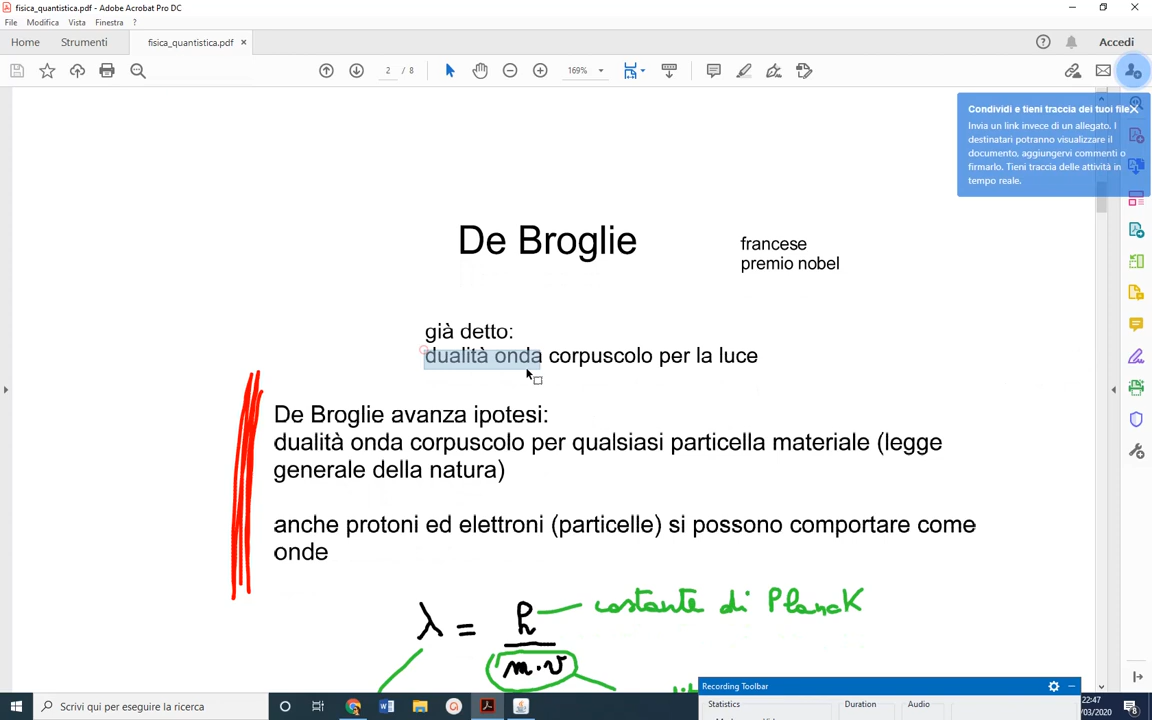 fisica_quantistica.pdf - Adobe Acrobat Pro DC
File Modifica Vista Finestra ?
Home Strumenti fisica_quantistica.pdf × Accedi
2 / 8 169%
Condividi e tieni traccia dei tuoi file
Invia un link invece di un allegato. I
destinatari potranno visualizzare il
documento, aggiungervi commenti o
firmarlo. Tieni traccia delle attività in
tempo reale.
De Broglie
francese
premio nobel
già detto:
dualità onda corpuscolo per la luce
De Broglie avanza ipotesi:
dualità onda corpuscolo per qualsiasi particella materiale (legge
generale della natura)
anche protoni ed elettroni (particelle) si possono comportare come
onde
λ = h / m·v
costante di Planck
Recording Toolbar
Statistics Duration Audio
Scrivi qui per eseguire la ricerca
22:47
/03/2020
8